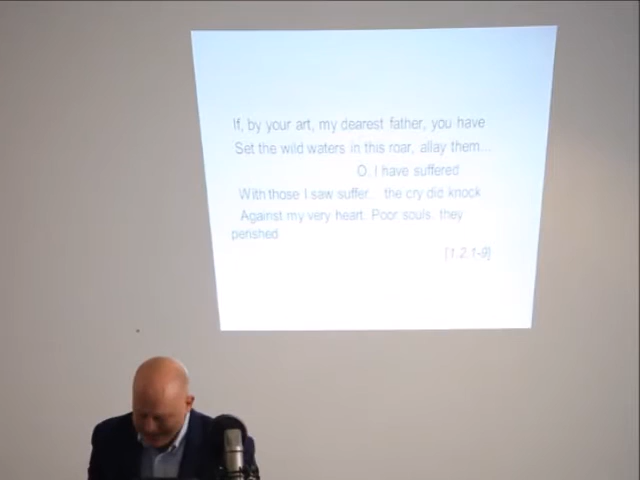 If, by your art, my dearest father, you have
Set the wild waters in this roar, allay them...
O, I have suffered
With those I saw suffer... the cry did knock
Against my very heart. Poor souls, they
perished
[1.2.1-9]